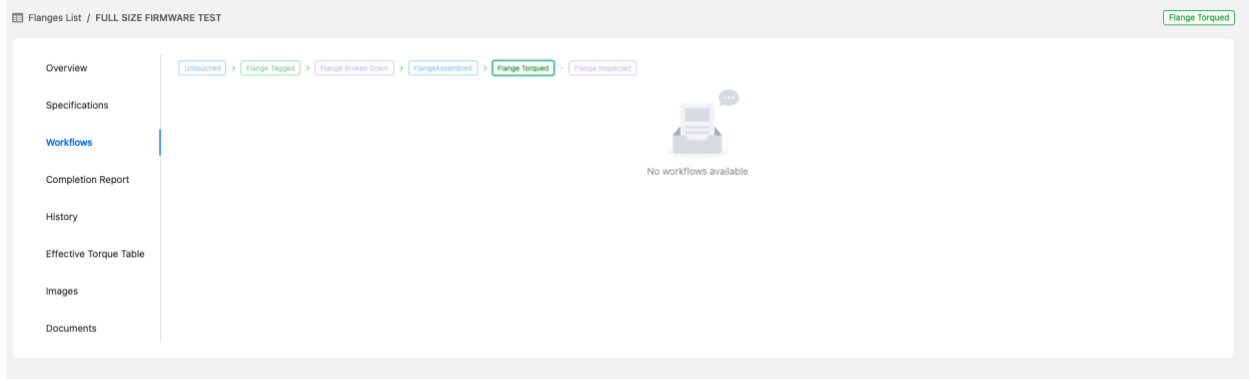 Flanges List / FULL SIZE FIRMWARE TEST
Flange Torqued
Overview
Specifications
Workflows
Completion Report
History
Effective Torque Table
Images
Documents
Untouched > Flange Tagged > Flange Broken Down > FlangeAssembled > Flange Torqued > Flange Inspected
No workflows available